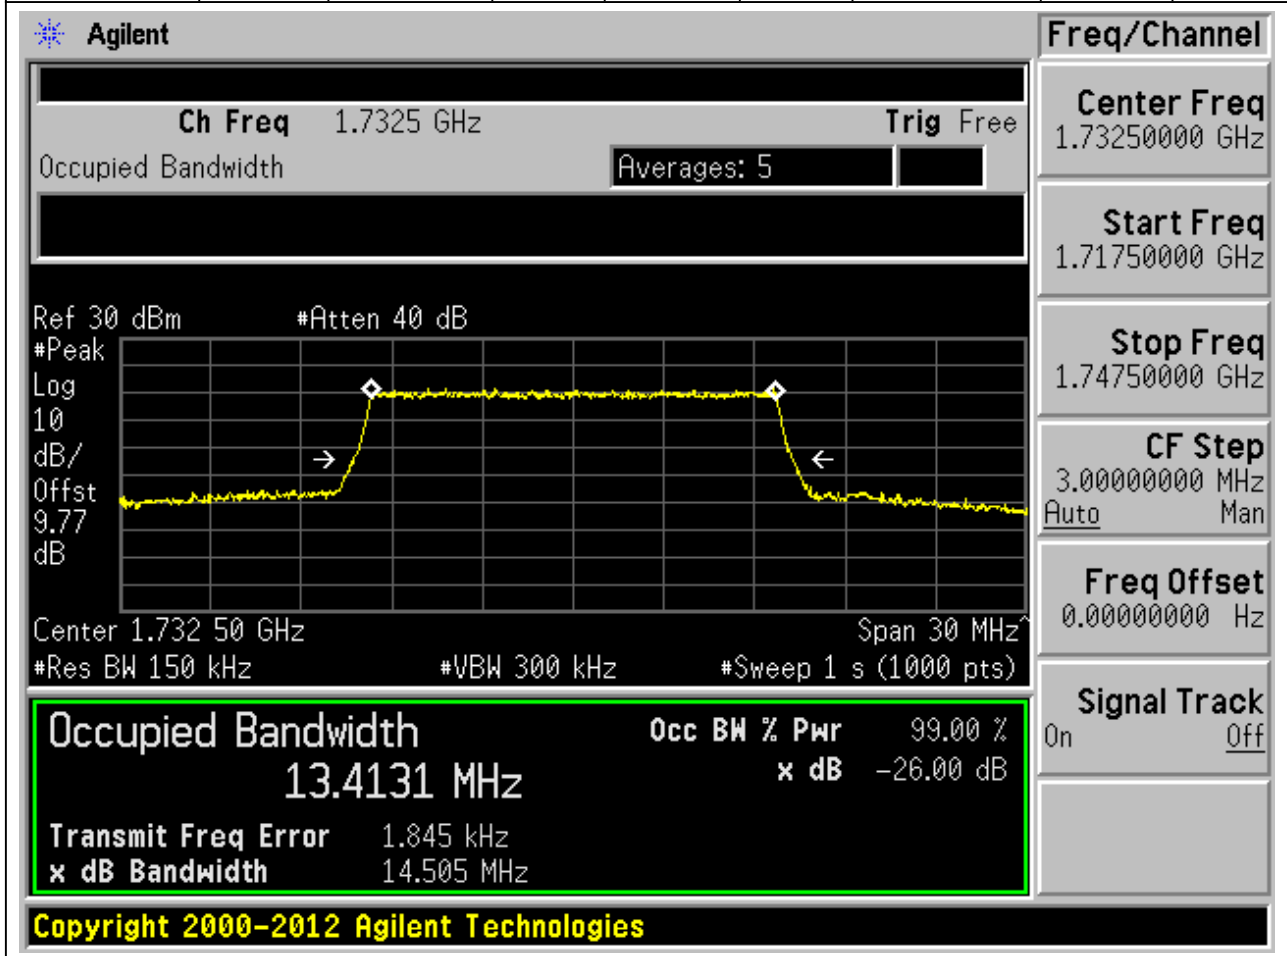 Agilent
Freq/Channel
Ch Freq 1.7325 GHz Trig Free
Occupied Bandwidth Averages: 5
Center Freq
1.73250000 GHz
Start Freq
1.71750000 GHz
Stop Freq
1.74750000 GHz
CF Step
3.00000000 MHz
Auto Man
Freq Offset
0.00000000 Hz
Signal Track
On Off
Ref 30 dBm #Atten 40 dB
#Peak
Log
10
dB/
Offst
9.77
dB
Center 1.732 50 GHz Span 30 MHz^
#Res BW 150 kHz #VBW 300 kHz #Sweep 1 s (1000 pts)
Occupied Bandwidth Occ BW % Pwr 99.00 %
13.4131 MHz x dB -26.00 dB
Transmit Freq Error 1.845 kHz
x dB Bandwidth 14.505 MHz
Copyright 2000-2012 Agilent Technologies